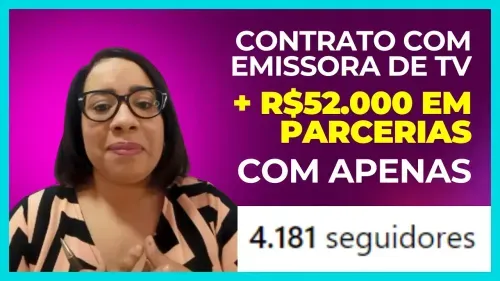 CONTRATO COM
EMISSORA DE TV
+ R$52.000 EM
PARCERIAS
COM APENAS
4.181 seguidores